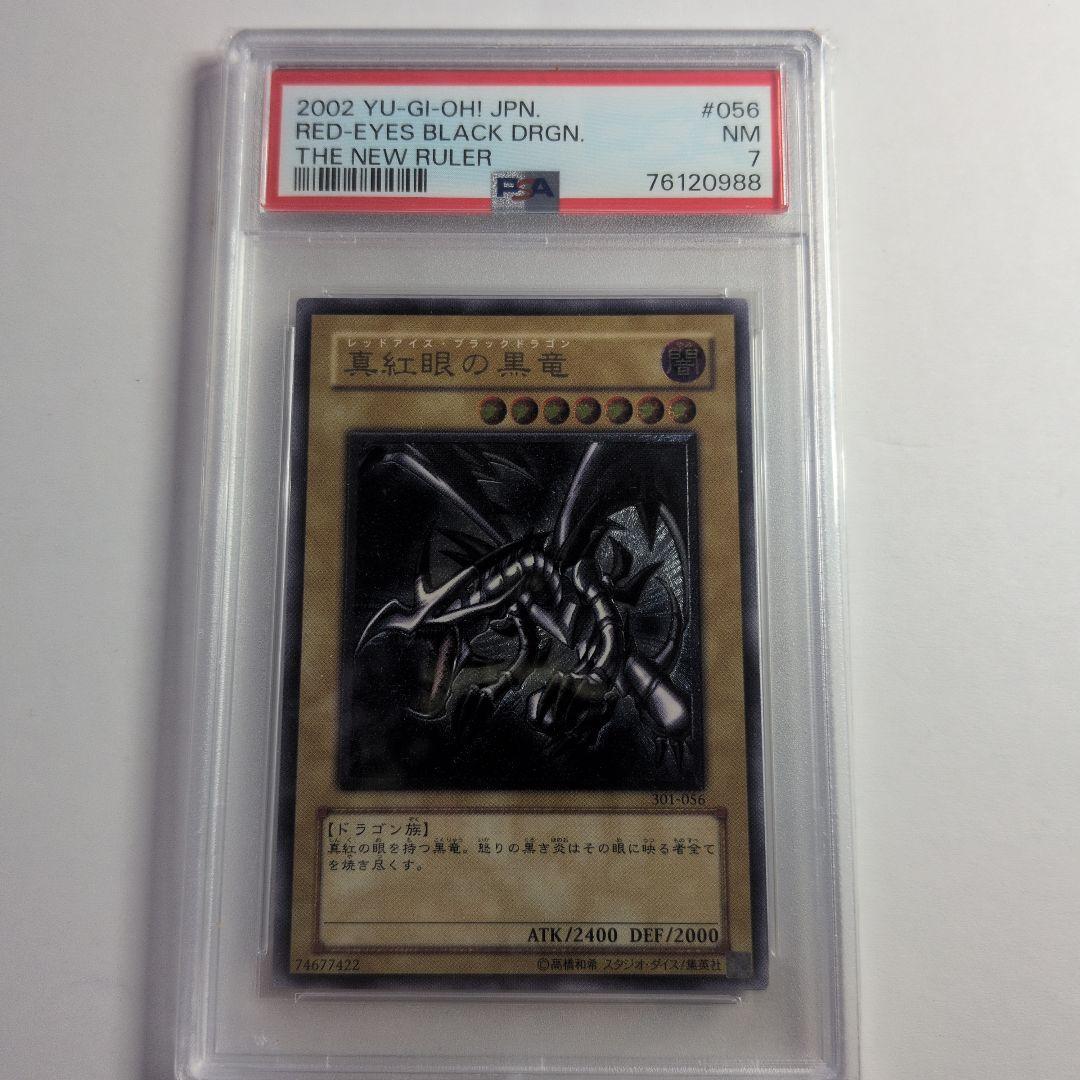 2002 YU-GI-OH! JPN. #056
RED-EYES BLACK DRGN. NM
THE NEW RULER 7
76120988
PSA
レッドアイズ・ブラックドラゴン
真紅眼の黒竜
闇
301-056
【ドラゴン族】
真紅の眼を持つ黒竜。怒りの黒き炎はその眼に映る者全て
を焼き尽くす。
ATK/2400 DEF/2000
74677422 ©高橋和希 スタジオ・ダイス/集英社